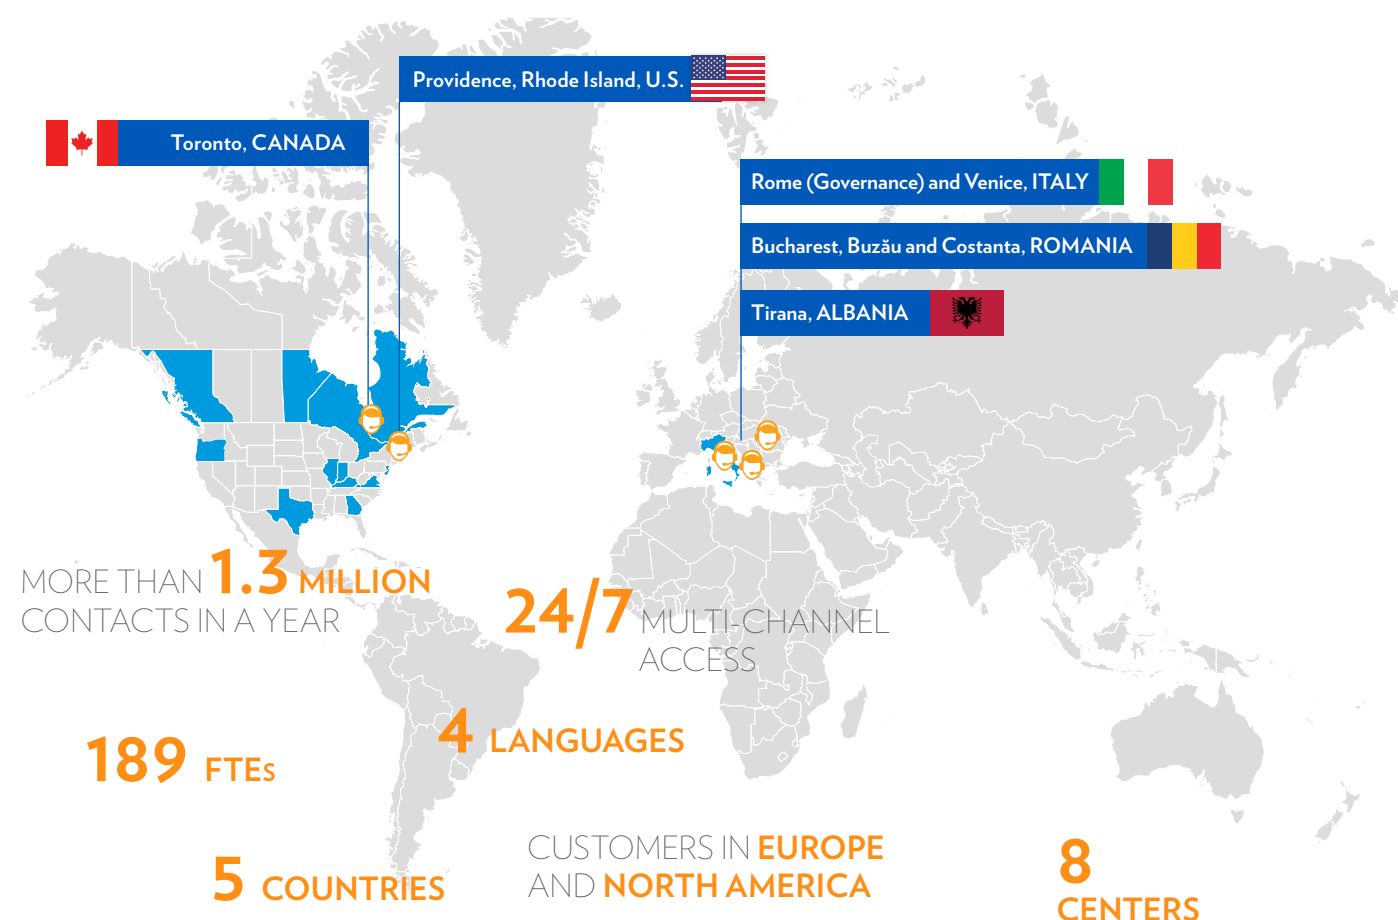 Providence, Rhode Island, U.S.
Toronto, CANADA
Rome (Governance) and Venice, ITALY
Bucharest, Buzău and Costanta, ROMANIA
Tirana, ALBANIA
MORE THAN 1.3 MILLION
CONTACTS IN A YEAR
24/7 MULTI-CHANNEL
ACCESS
4 LANGUAGES
189 FTEs
CUSTOMERS IN EUROPE
AND NORTH AMERICA
5 COUNTRIES
8
CENTERS